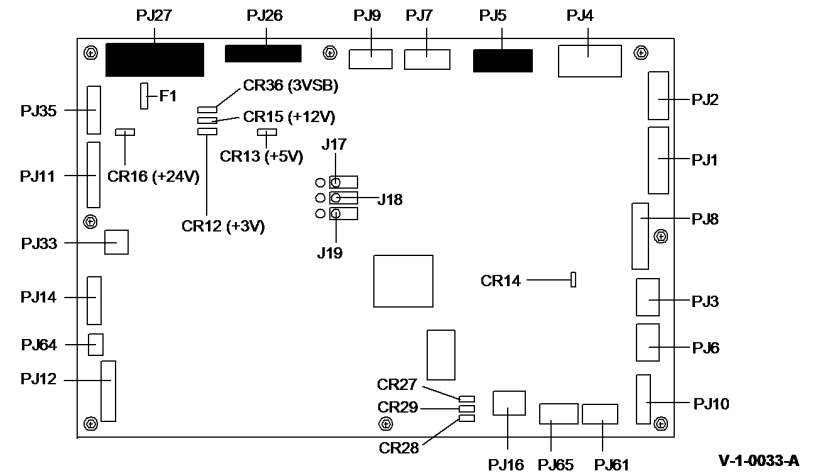 PJ27 PJ26 PJ9 PJ7 PJ5 PJ4
CR36 (3VSB)
F1
PJ35
CR15 (+12V)
PJ2
J17
CR13 (+5V)
PJ1
PJ11
CR16 (+24V)
J18
CR12 (+3V)
PJ8
PJ33
J19
CR14
PJ14
PJ3
PJ64
PJ6
PJ12
CR27
CR29
PJ10
CR28
PJ16 PJ65 PJ61
V-1-0033-A